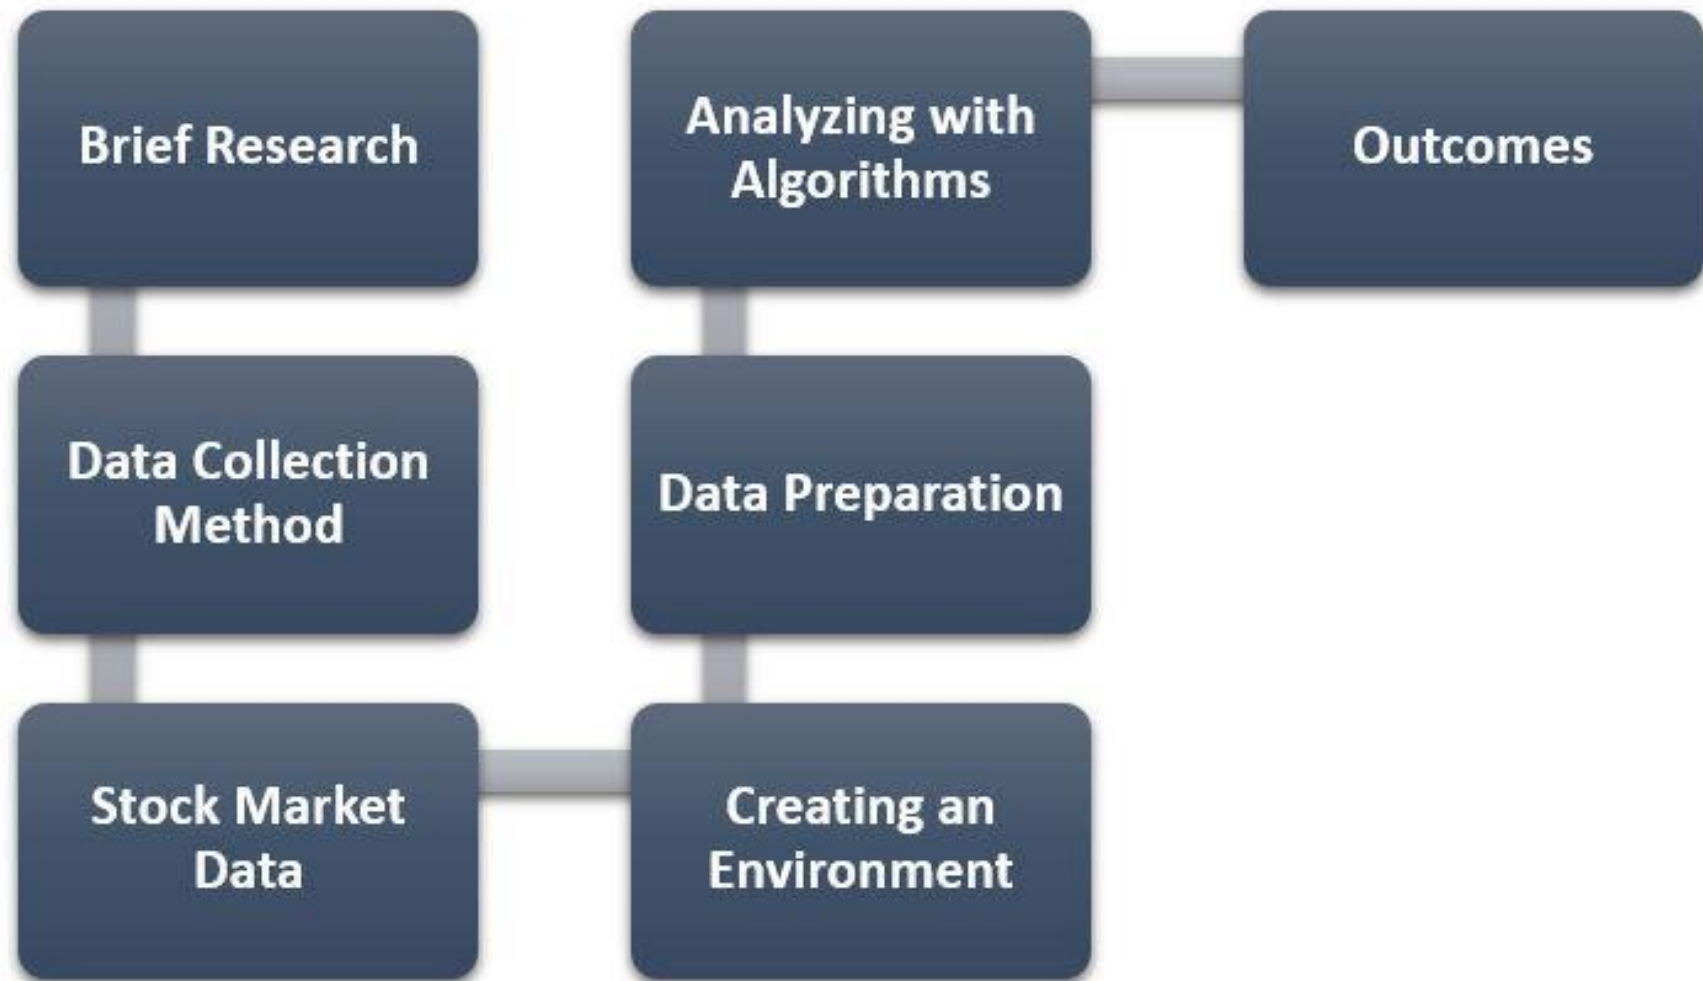 Brief Research
Data Collection
Method
Stock Market
Data
Creating an
Environment
Data Preparation
Analyzing with
Algorithms
Outcomes